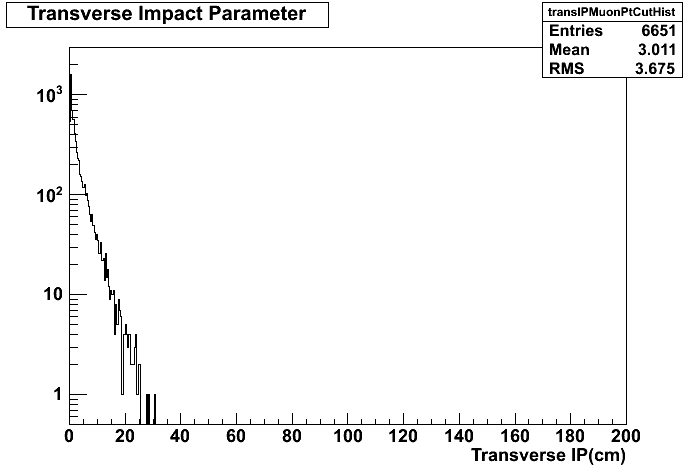 Transverse Impact Parameter
transIPMuonPtCutHist
Entries 6651
Mean 3.011
RMS 3.675
10³
10²
10
1
0 20 40 60 80 100 120 140 160 180 200
Transverse IP(cm)